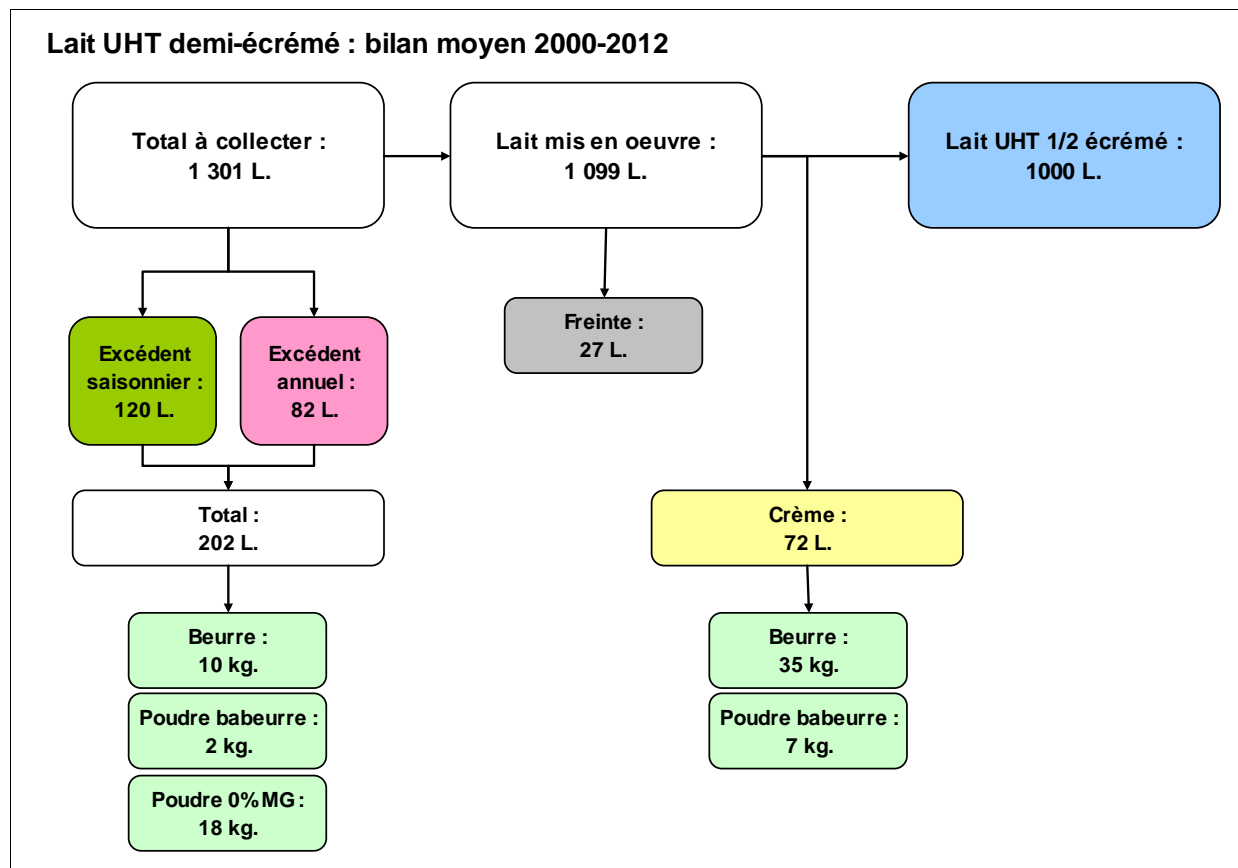 Lait UHT demi-écrémé : bilan moyen 2000-2012
Total à collecter :
1 301 L.
Lait mis en oeuvre :
1 099 L.
Lait UHT 1/2 écrémé :
1000 L.
Freinte :
27 L.
Excédent
saisonnier :
120 L.
Excédent
annuel :
82 L.
Total :
202 L.
Crème :
72 L.
Beurre :
10 kg.
Poudre babeurre :
2 kg.
Poudre 0% MG :
18 kg.
Beurre :
35 kg.
Poudre babeurre :
7 kg.